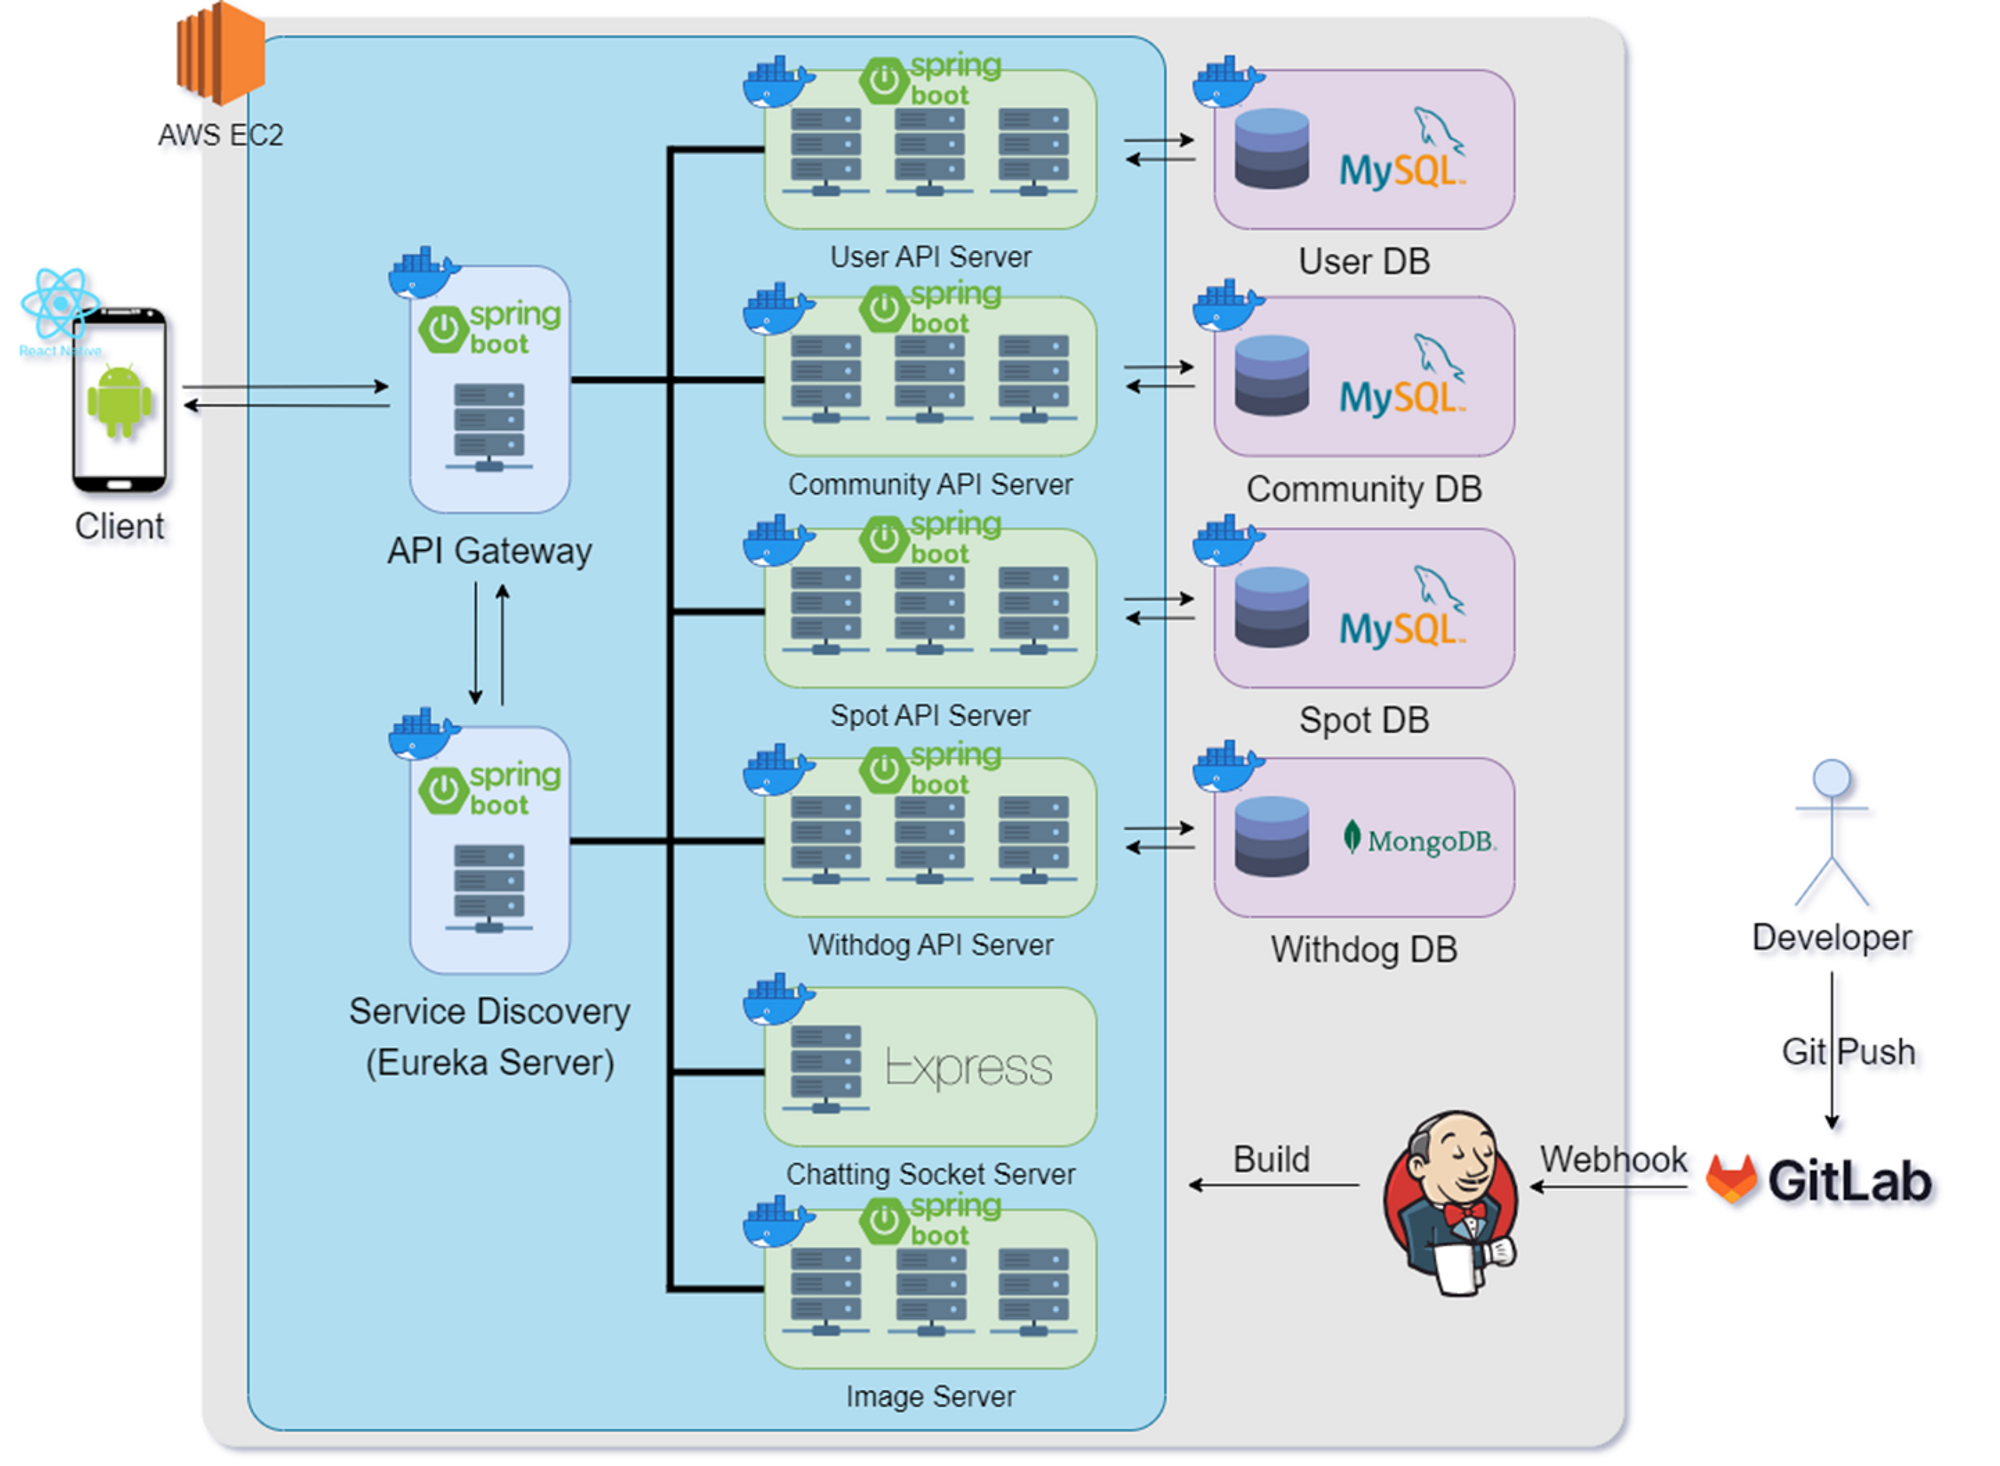 AWS EC2
React Native
Client
spring
boot
API Gateway
spring
boot
Service Discovery
(Eureka Server)
spring
boot
User API Server
spring
boot
Community API Server
spring
boot
Spot API Server
spring
boot
Withdog API Server
Express
Chatting Socket Server
spring
boot
Image Server
MySQL™
User DB
MySQL™
Community DB
MySQL™
Spot DB
MongoDB.
Withdog DB
Developer
Git Push
GitLab
Webhook
Build